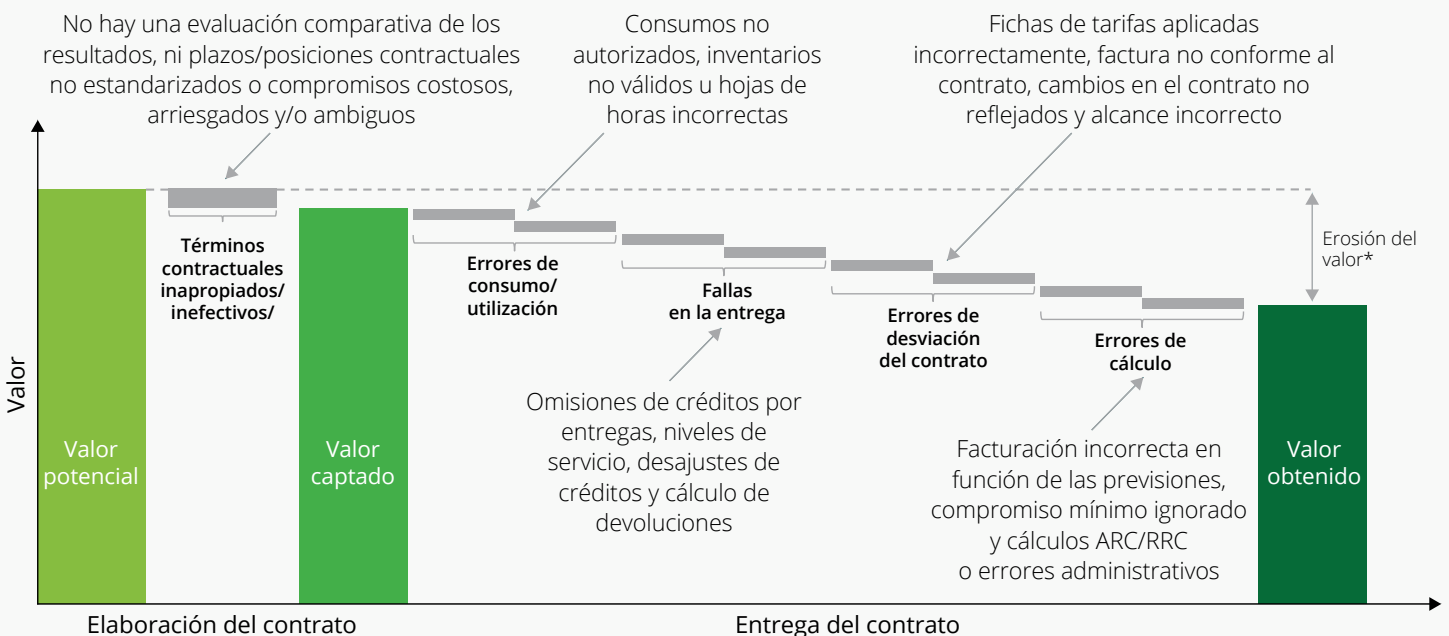 No hay una evaluación comparativa de los
resultados, ni plazos/posiciones contractuales
no estandarizados o compromisos costosos,
arriesgados y/o ambiguos
Consumos no
autorizados, inventarios
no válidos u hojas de
horas incorrectas
Fichas de tarifas aplicadas
incorrectamente, factura no conforme al
contrato, cambios en el contrato no
reflejados y alcance incorrecto
Términos
contractuales
inapropiados/
inefectivos/
Errores de
consumo/
utilización
Fallas
en la entrega
Errores de
desviación
del contrato
Errores de
cálculo
Erosión del
valor*
Valor
Valor
potencial
Valor
captado
Omisiones de créditos por
entregas, niveles de
servicio, desajustes de
créditos y cálculo de
devoluciones
Facturación incorrecta en
función de las previsiones,
compromiso mínimo ignorado
y cálculos ARC/RRC
o errores administrativos
Valor
obtenido
Elaboración del contrato
Entrega del contrato